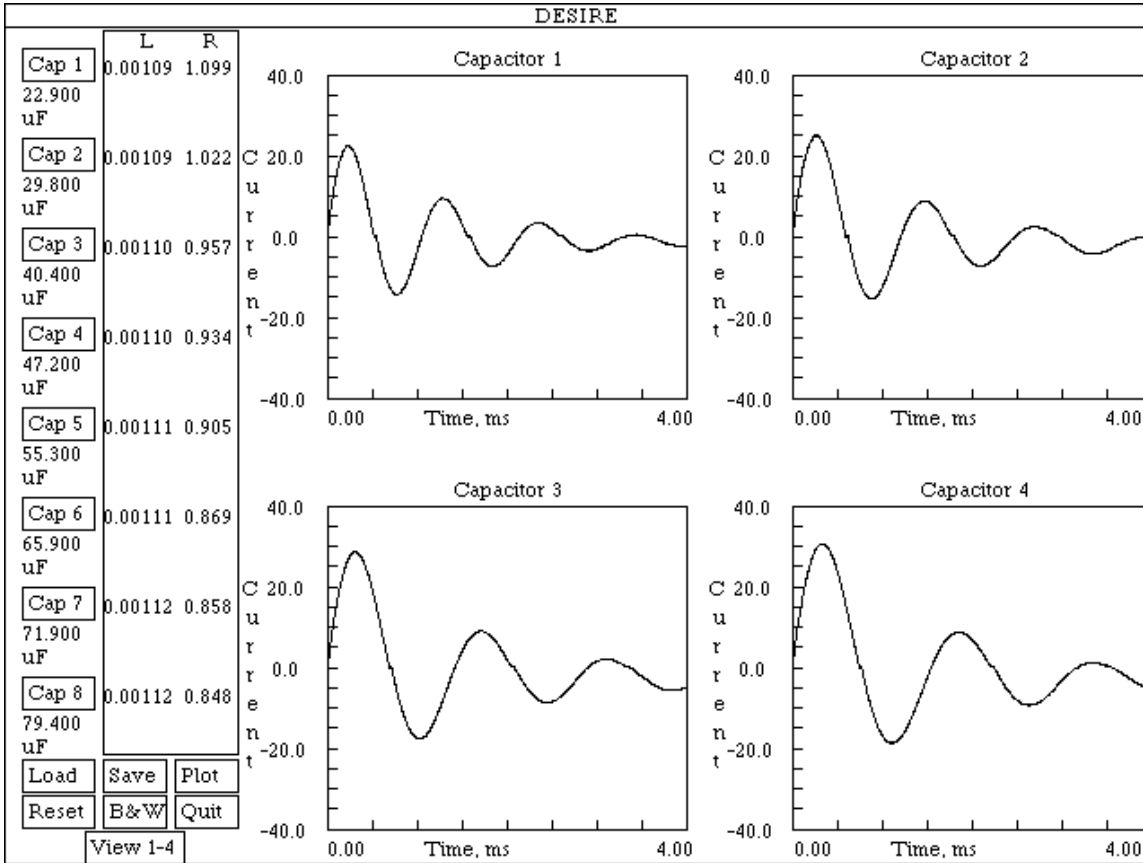 DESIRE
L R
Cap 1 0.00109 1.099
22.900
uF
Cap 2 0.00109 1.022
29.800
uF
Cap 3 0.00110 0.957
40.400
uF
Cap 4 0.00110 0.934
47.200
uF
Cap 5 0.00111 0.905
55.300
uF
Cap 6 0.00111 0.869
65.900
uF
Cap 7 0.00112 0.858
71.900
uF
Cap 8 0.00112 0.848
79.400
uF
Load Save Plot
Reset B&W Quit
View 1-4
Capacitor 1
40.0
20.0
0.0
-20.0
-40.0
Current
0.00 Time, ms 4.00
Capacitor 2
40.0
20.0
0.0
-20.0
-40.0
Current
0.00 Time, ms 4.00
Capacitor 3
40.0
20.0
0.0
-20.0
-40.0
Current
0.00 Time, ms 4.00
Capacitor 4
40.0
20.0
0.0
-20.0
-40.0
Current
0.00 Time, ms 4.00